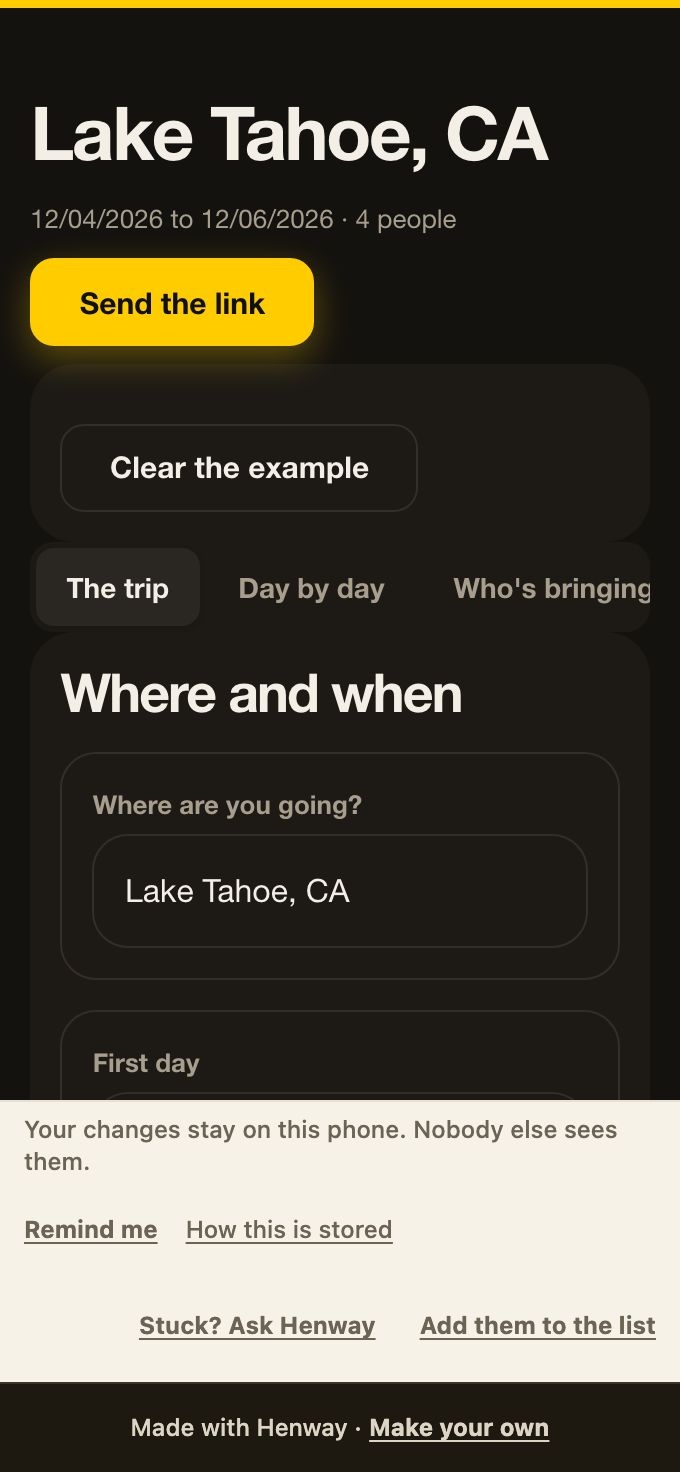 Lake Tahoe, CA
12/04/2026 to 12/06/2026 · 4 people
Send the link
Clear the example
The trip
Day by day
Who's bringing
Where and when
Where are you going?
Lake Tahoe, CA
First day
Your changes stay on this phone. Nobody else sees
them.
Remind me
How this is stored
Stuck? Ask Henway
Add them to the list
Made with Henway · Make your own